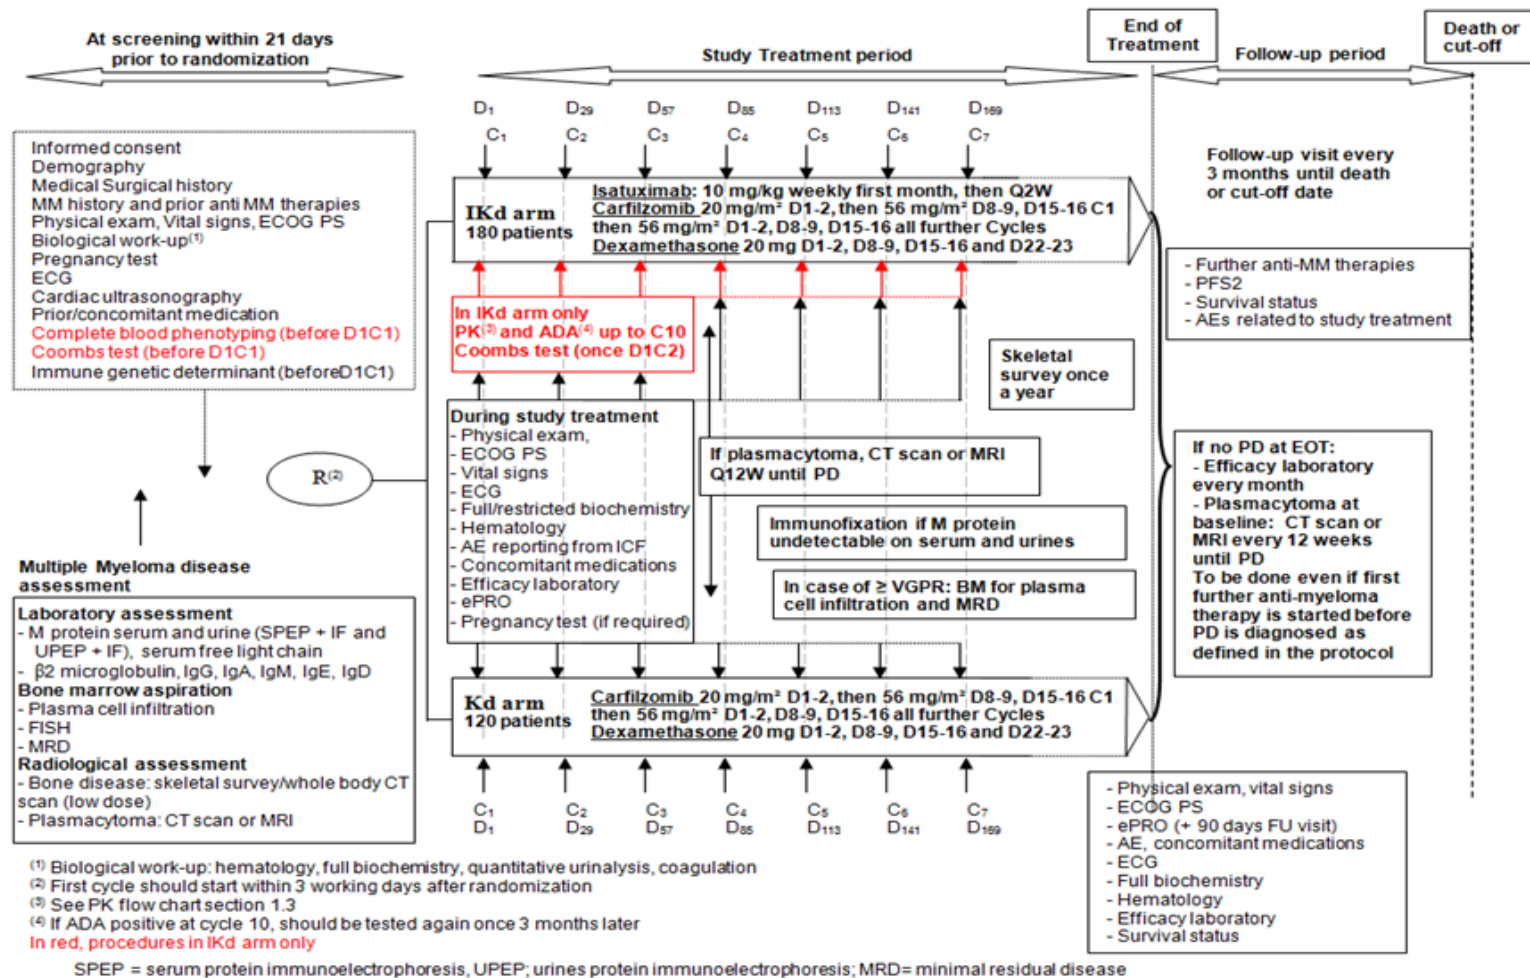 At screening within 21 days
prior to randomization
Study Treatment period
End of
Treatment
Follow-up period
Death or
cut-off
D1 D29 D57 D85 D113 D141 D169
C1 C2 C3 C4 C5 C6 C7
Informed consent
Demography
Medical Surgical history
MM history and prior anti MM therapies
Physical exam, Vital signs, ECOG PS
Biological work-up(1)
Pregnancy test
ECG
Cardiac ultrasonography
Prior/concomitant medication
Complete blood phenotyping (before D1C1)
Coombs test (before D1C1)
Immune genetic determinant (beforeD1C1)
IKd arm
180 patients
Isatuximab: 10 mg/kg weekly first month, then Q2W
Carfilzomib 20 mg/m² D1-2, then 56 mg/m² D8-9, D15-16 C1
then 56 mg/m² D1-2, D8-9, D15-16 all further Cycles
Dexamethasone 20 mg D1-2, D8-9, D15-16 and D22-23
Follow-up visit every
3 months until death
or cut-off date
- Further anti-MM therapies
- PFS2
- Survival status
- AEs related to study treatment
In IKd arm only
PK(3) and ADA(4) up to C10
Coombs test (once D1C2)
Skeletal
survey once
a year
R(2)
During study treatment
- Physical exam,
- ECOG PS
- Vital signs
- ECG
- Full/restricted biochemistry
- Hematology
- AE reporting from ICF
- Concomitant medications
- Efficacy laboratory
- ePRO
- Pregnancy test (if required)
If plasmacytoma, CT scan or MRI
Q12W until PD
Immunofixation if M protein
undetectable on serum and urines
In case of ≥ VGPR: BM for plasma
cell infiltration and MRD
If no PD at EOT:
- Efficacy laboratory
every month
- Plasmacytoma at
baseline: CT scan or
MRI every 12 weeks
until PD
To be done even if first
further anti-myeloma
therapy is started before
PD is diagnosed as
defined in the protocol
Multiple Myeloma disease
assessment
Laboratory assessment
- M protein serum and urine (SPEP + IF and
UPEP + IF), serum free light chain
- β2 microglobulin, IgG, IgA, IgM, IgE, IgD
Bone marrow aspiration
- Plasma cell infiltration
- FISH
- MRD
Radiological assessment
- Bone disease: skeletal survey/whole body CT
scan (low dose)
- Plasmacytoma: CT scan or MRI
Kd arm
120 patients
Carfilzomib 20 mg/m² D1-2, then 56 mg/m² D8-9, D15-16 C1
then 56 mg/m² D1-2, D8-9, D15-16 all further Cycles
Dexamethasone 20 mg D1-2, D8-9, D15-16 and D22-23
C1 C2 C3 C4 C5 C6 C7
D1 D29 D57 D85 D113 D141 D169
- Physical exam, vital signs
- ECOG PS
- ePRO (+ 90 days FU visit)
- AE, concomitant medications
- ECG
- Full biochemistry
- Hematology
- Efficacy laboratory
- Survival status
(1) Biological work-up: hematology, full biochemistry, quantitative urinalysis, coagulation
(2) First cycle should start within 3 working days after randomization
(3) See PK flow chart section 1.3
(4) If ADA positive at cycle 10, should be tested again once 3 months later
In red, procedures in IKd arm only
SPEP = serum protein immunoelectrophoresis, UPEP; urines protein immunoelectrophoresis; MRD= minimal residual disease